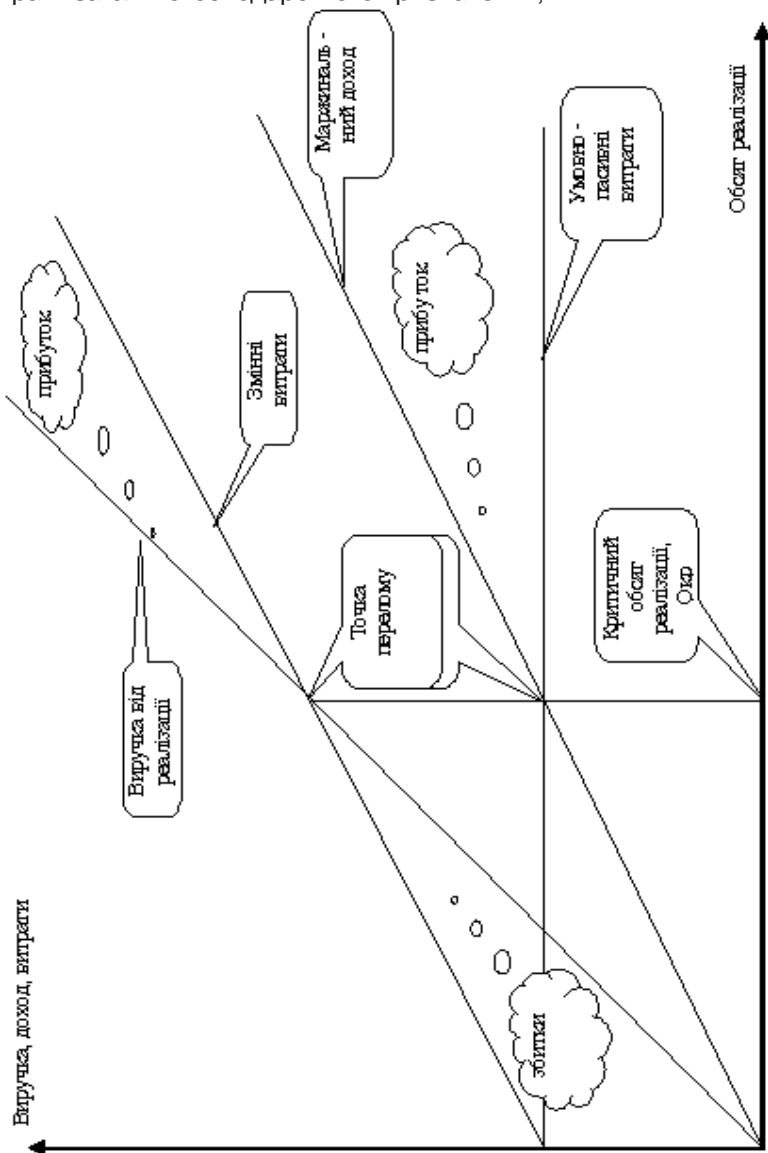 Виручка, доход, витрати
Виручка від
реалізації
прибуток
Змінні
витрати
Маржиналь -
ний доход
Точка
перелому
прибуток
збитки
Умовно -
пасивні
витрати
Критичний
обсяг
реалізації,
Окр
Обсяг реалізації